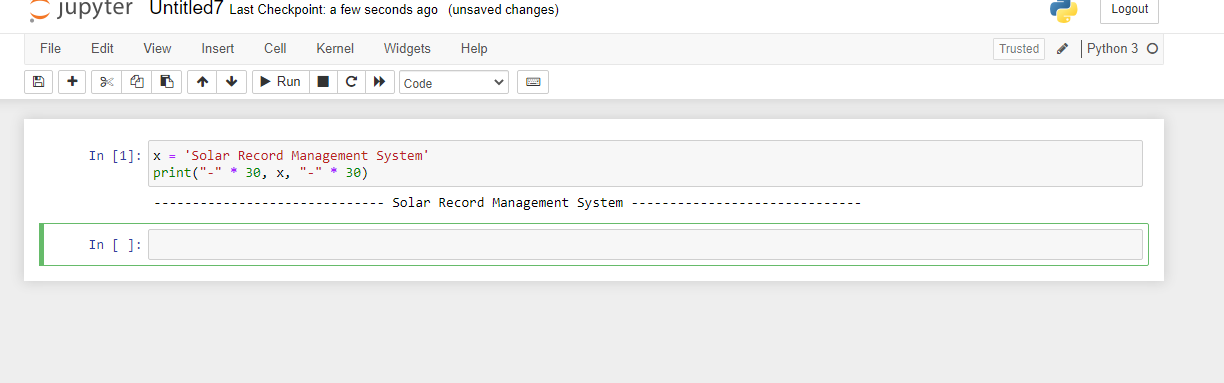 jupyter Untitled7 Last Checkpoint: a few seconds ago (unsaved changes) Logout
File Edit View Insert Cell Kernel Widgets Help Trusted Python 3
Run Code
In [1]: x = 'Solar Record Management System'
print("-" * 30, x, "-" * 30)
------------------------------ Solar Record Management System ------------------------------
In [ ]: